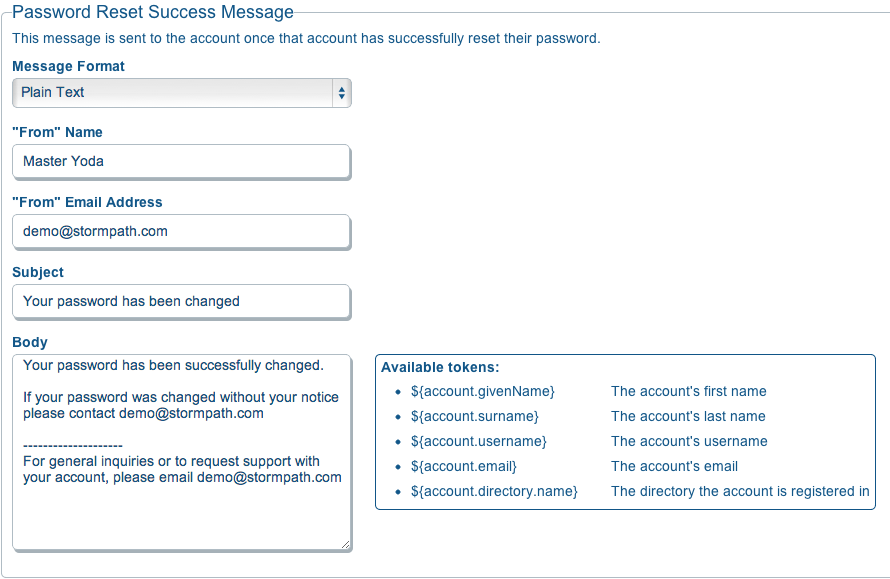 Password Reset Success Message
This message is sent to the account once that account has successfully reset their password.
Message Format
Plain Text
"From" Name
Master Yoda
"From" Email Address
demo@stormpath.com
Subject
Your password has been changed
Body
Your password has been successfully changed.
If your password was changed without your notice
please contact demo@stormpath.com
--------------------
For general inquiries or to request support with
your account, please email demo@stormpath.com
Available tokens:
• ${account.givenName} The account's first name
• ${account.surname} The account's last name
• ${account.username} The account's username
• ${account.email} The account's email
• ${account.directory.name} The directory the account is registered in